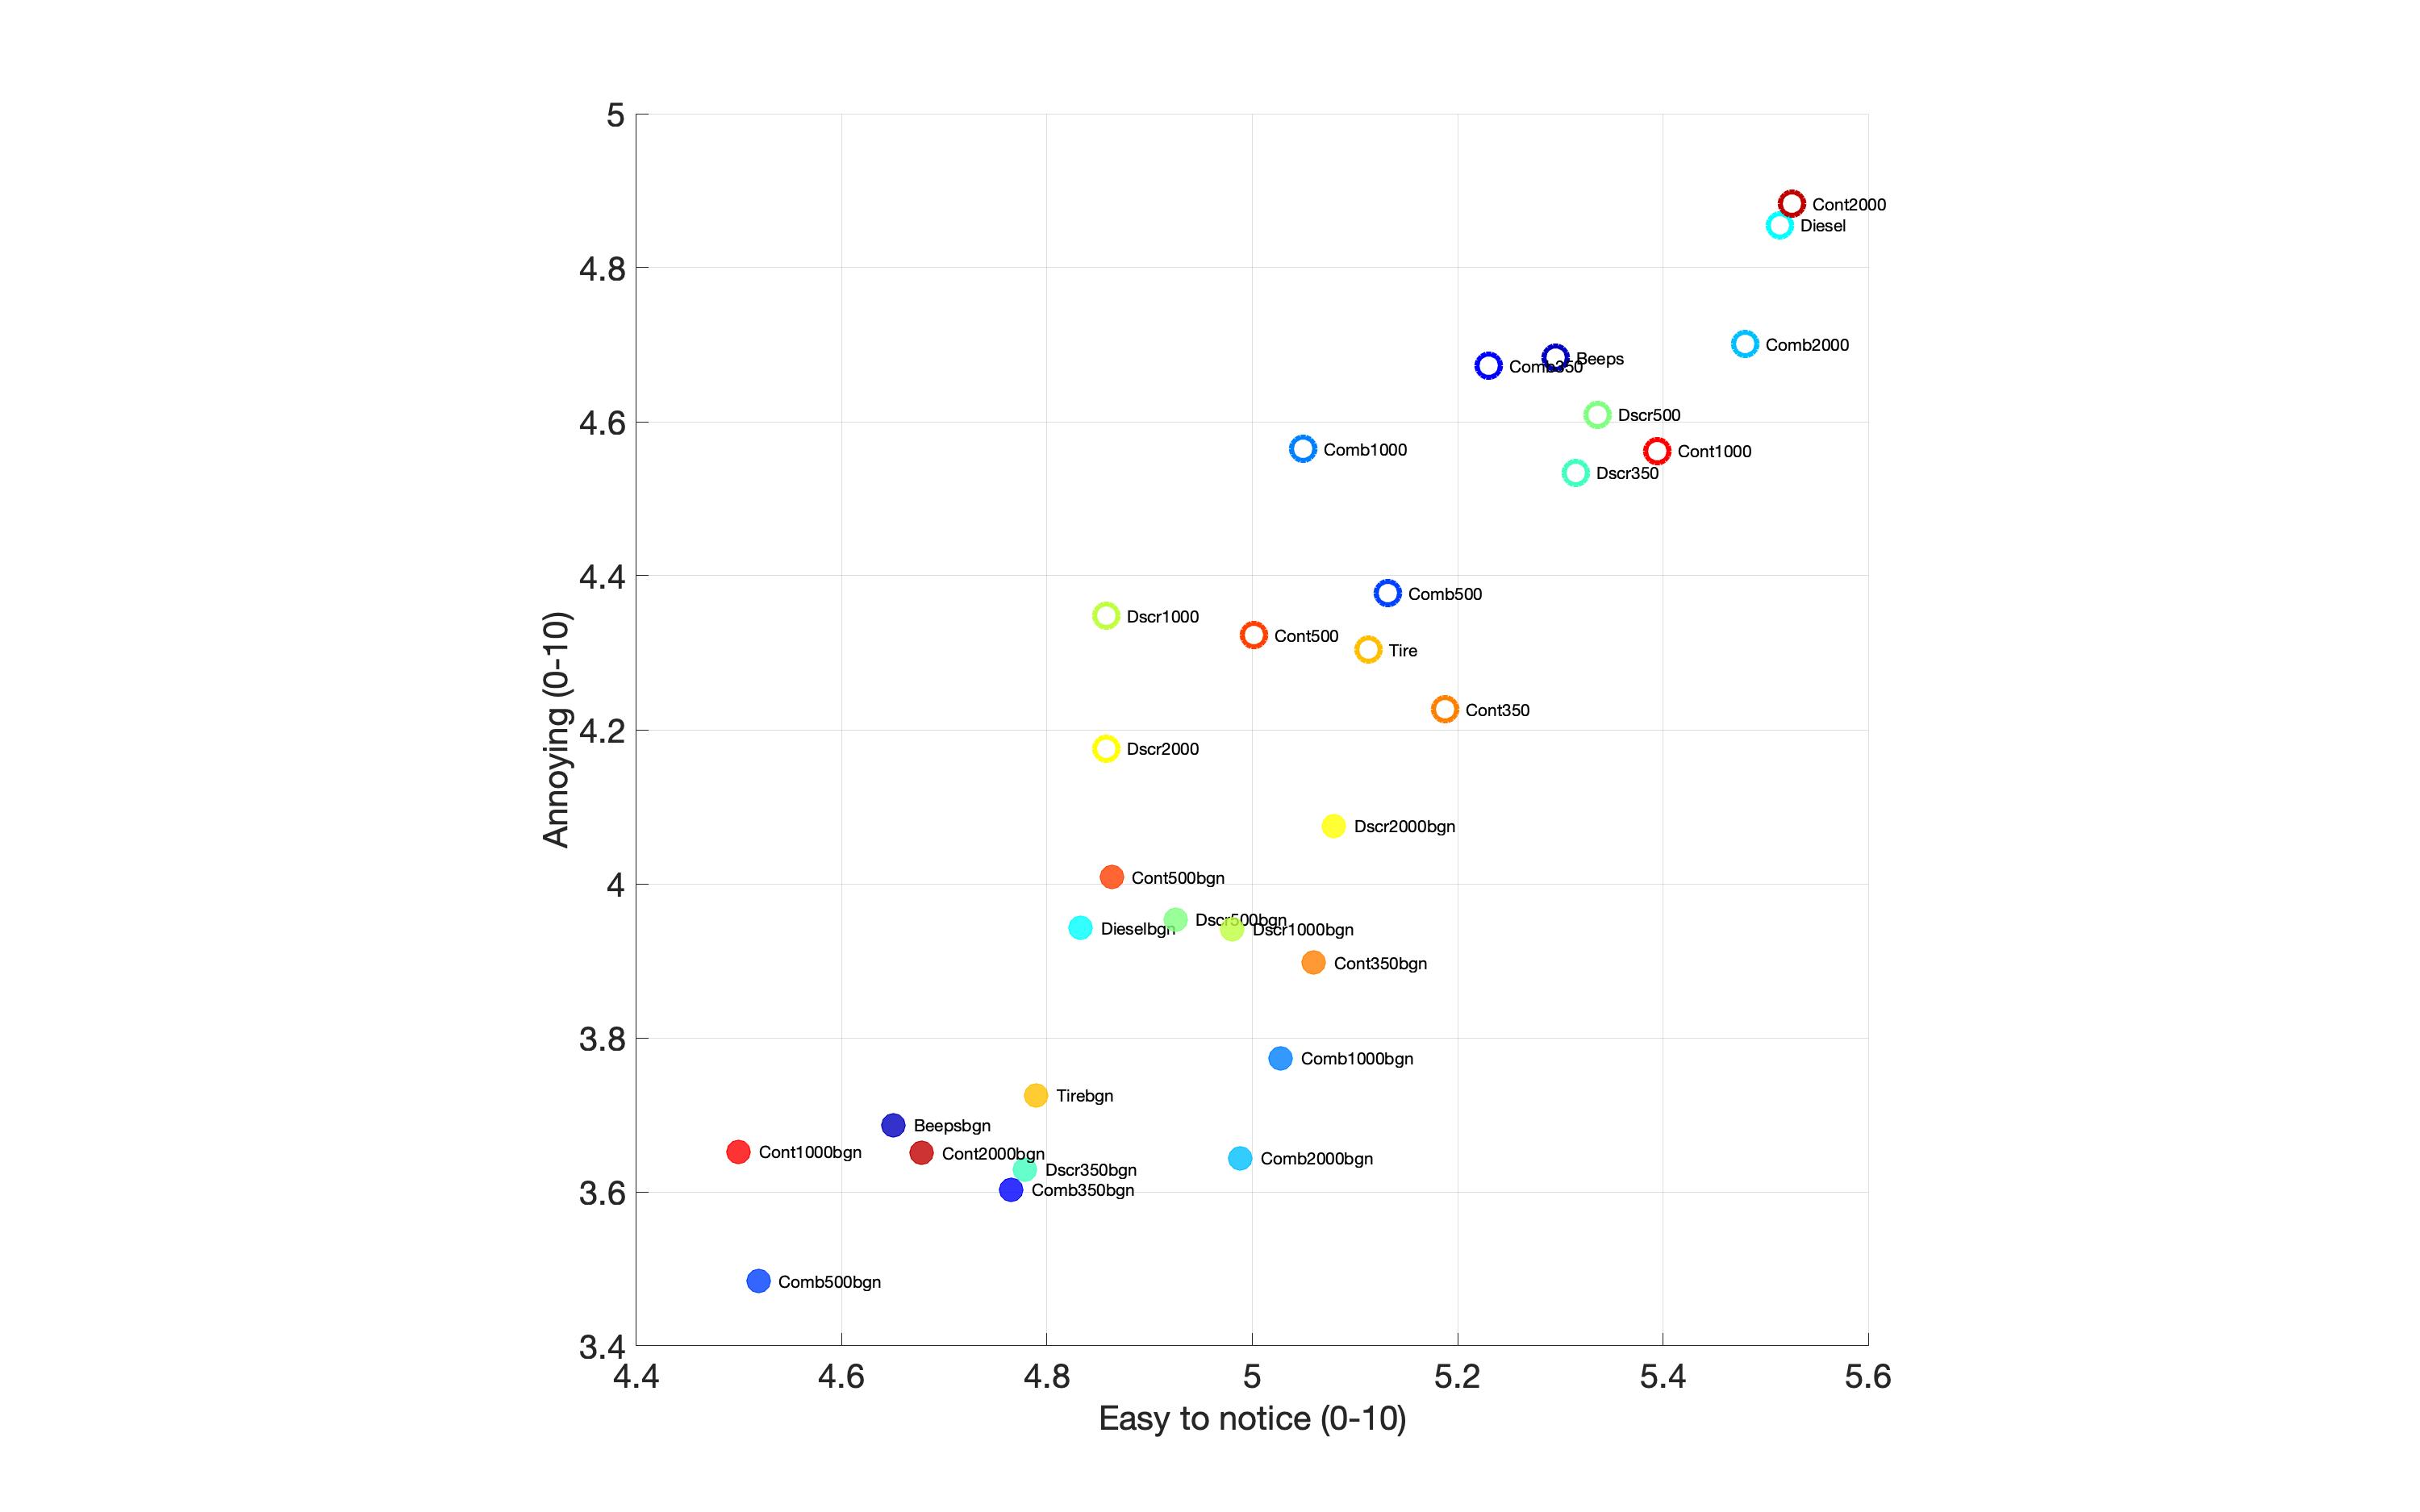 5
4.8
4.6
4.4
4.2
4
3.8
3.6
3.4
Annoying (0-10)
Cont2000
Diesel
Comb2000
Beeps
Comb350
Dscr500
Comb1000
Cont1000
Dscr350
Comb500
Dscr1000
Cont500
Tire
Cont350
Dscr2000
Dscr2000bgn
Cont500bgn
Dscr500bgn
Dieselbgn
Dscr1000bgn
Cont350bgn
Comb1000bgn
Tirebgn
Beepsbgn
Cont1000bgn
Cont2000bgn
Comb2000bgn
Dscr350bgn
Comb350bgn
Comb500bgn
4.4 4.6 4.8 5 5.2 5.4 5.6
Easy to notice (0-10)